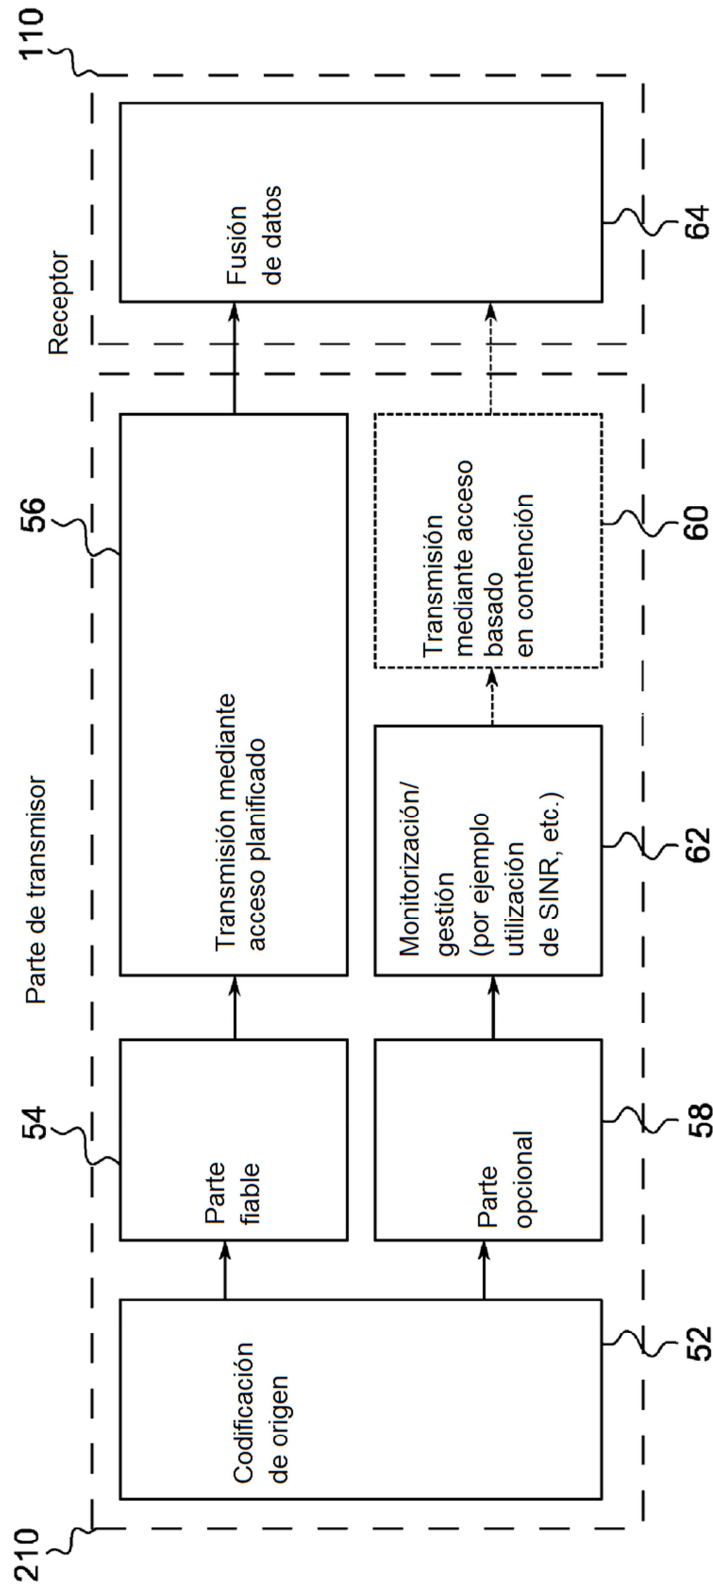 210
Parte de transmisor
56
Receptor
110
54
Codificación
de origen
Parte
fiable
Transmisión mediante
acceso planificado
Fusión
de datos
Parte
opcional
Monitorización/
gestión
(por ejemplo
utilización
de SINR, etc.)
Transmisión
mediante acceso
basado
en contención
52
58
62
60
64